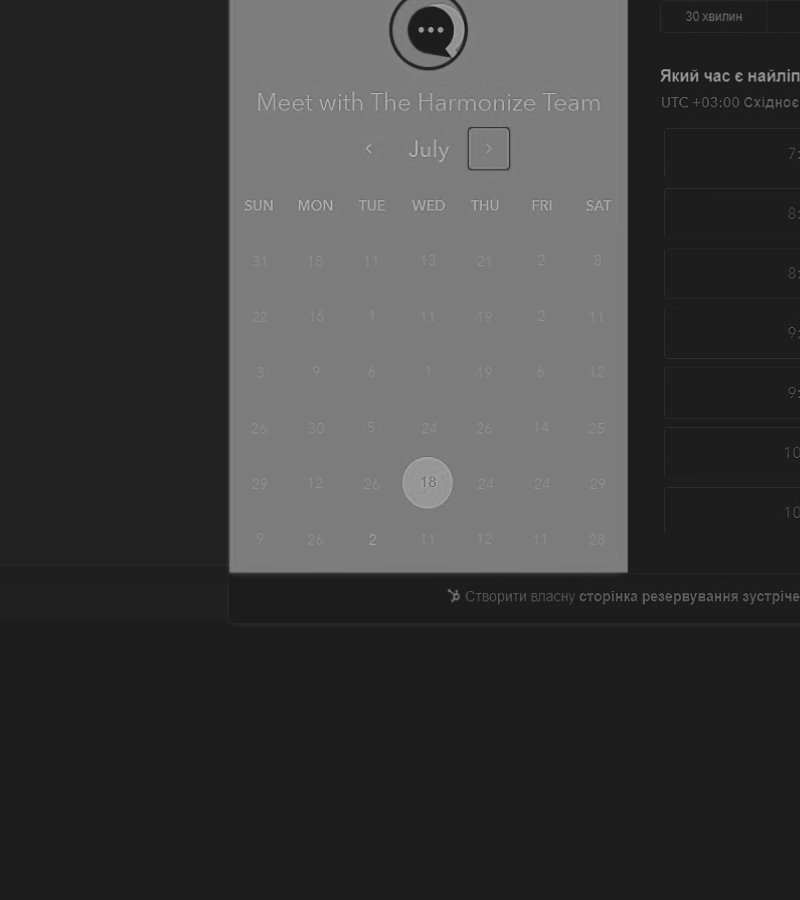 30 хвилин
Meet with The Harmonize Team
Який час є найліп
UTC +03:00 Східноє
July
SUN MON TUE WED THU FRI SAT
31 18 11 13 21 2 8
22 16 1 11 19 2 11
3 9 6 1 19 6 12
26 30 5 24 26 14 25
29 12 26 18 24 24 29
9 26 2 11 12 11 28
7:
8:
8:
9:
9:
10
10
Створити власну сторінка резервування зустріче